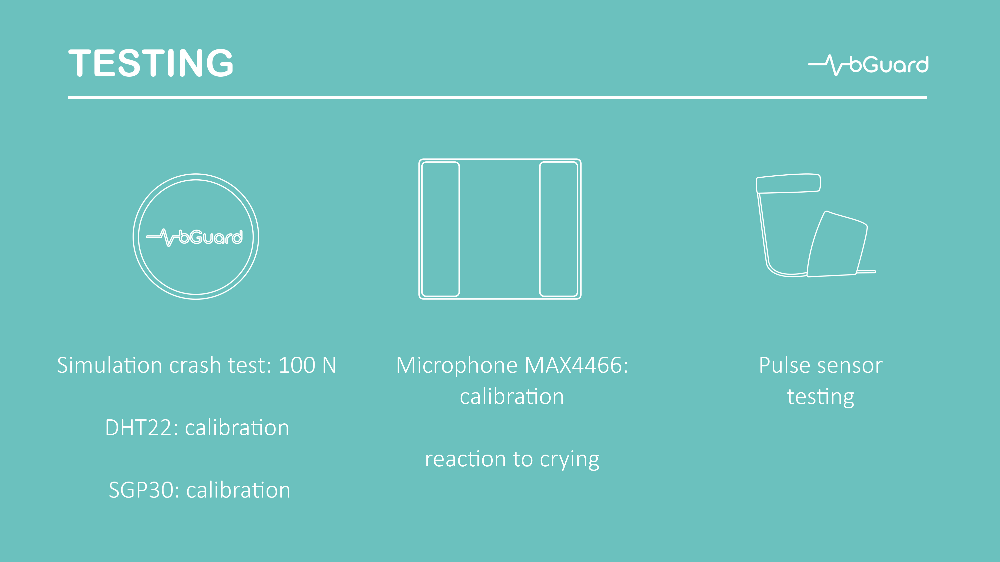 TESTING
bGuard
bGuard
Simulation crash test: 100 N
DHT22: calibration
SGP30: calibration
Microphone MAX4466:
calibration
reaction to crying
Pulse sensor
testing